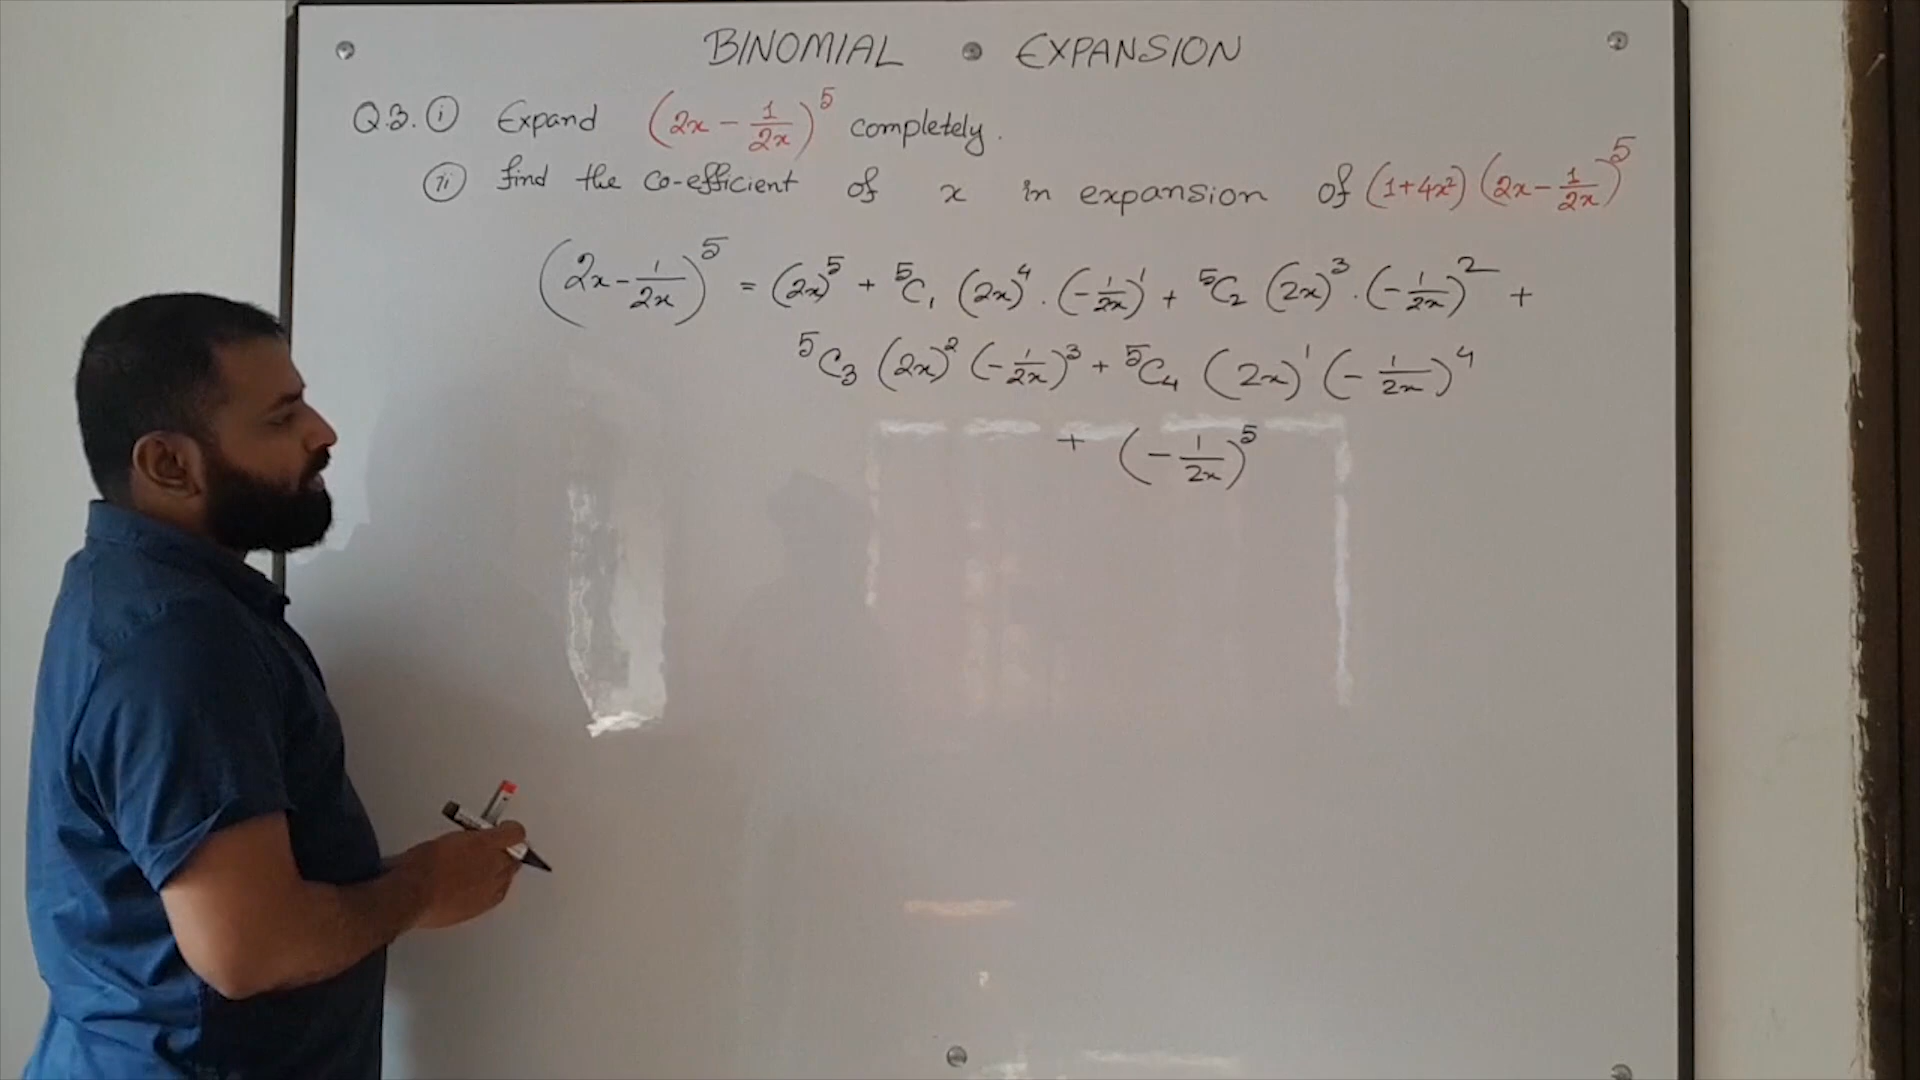 BINOMIAL EXPANSION
Q.3. (i) Expand (2x - 1/2x)^5 completely.
(ii) find the co-efficient of x in expansion of (1+4x²) (2x - 1/2x)^5
(2x - 1/2x)^5 = (2x)^5 + ⁵C₁ (2x)^4 . (-1/2x)^1 + ⁵C₂ (2x)^3 . (-1/2x)^2 +
⁵C₃ (2x)^2 (-1/2x)^3 + ⁵C₄ (2x)^1 (-1/2x)^4
+ (-1/2x)^5